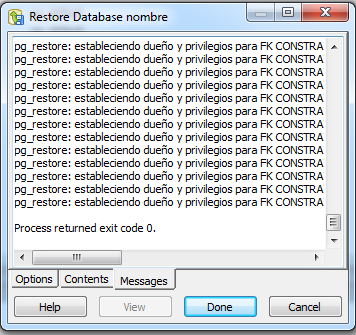 Restore Database nombre
pg_restore: estableciendo dueño y privilegios para FK CONSTRA
pg_restore: estableciendo dueño y privilegios para FK CONSTRA
pg_restore: estableciendo dueño y privilegios para FK CONSTRA
pg_restore: estableciendo dueño y privilegios para FK CONSTRA
pg_restore: estableciendo dueño y privilegios para FK CONSTRA
pg_restore: estableciendo dueño y privilegios para FK CONSTRA
pg_restore: estableciendo dueño y privilegios para FK CONSTRA
pg_restore: estableciendo dueño y privilegios para FK CONSTRA
pg_restore: estableciendo dueño y privilegios para FK CONSTRA
pg_restore: estableciendo dueño y privilegios para FK CONSTRA
pg_restore: estableciendo dueño y privilegios para FK CONSTRA
pg_restore: estableciendo dueño y privilegios para FK CONSTRA
pg_restore: estableciendo dueño y privilegios para FK CONSTRA
Process returned exit code 0.
Options Contents Messages
Help View Done Cancel